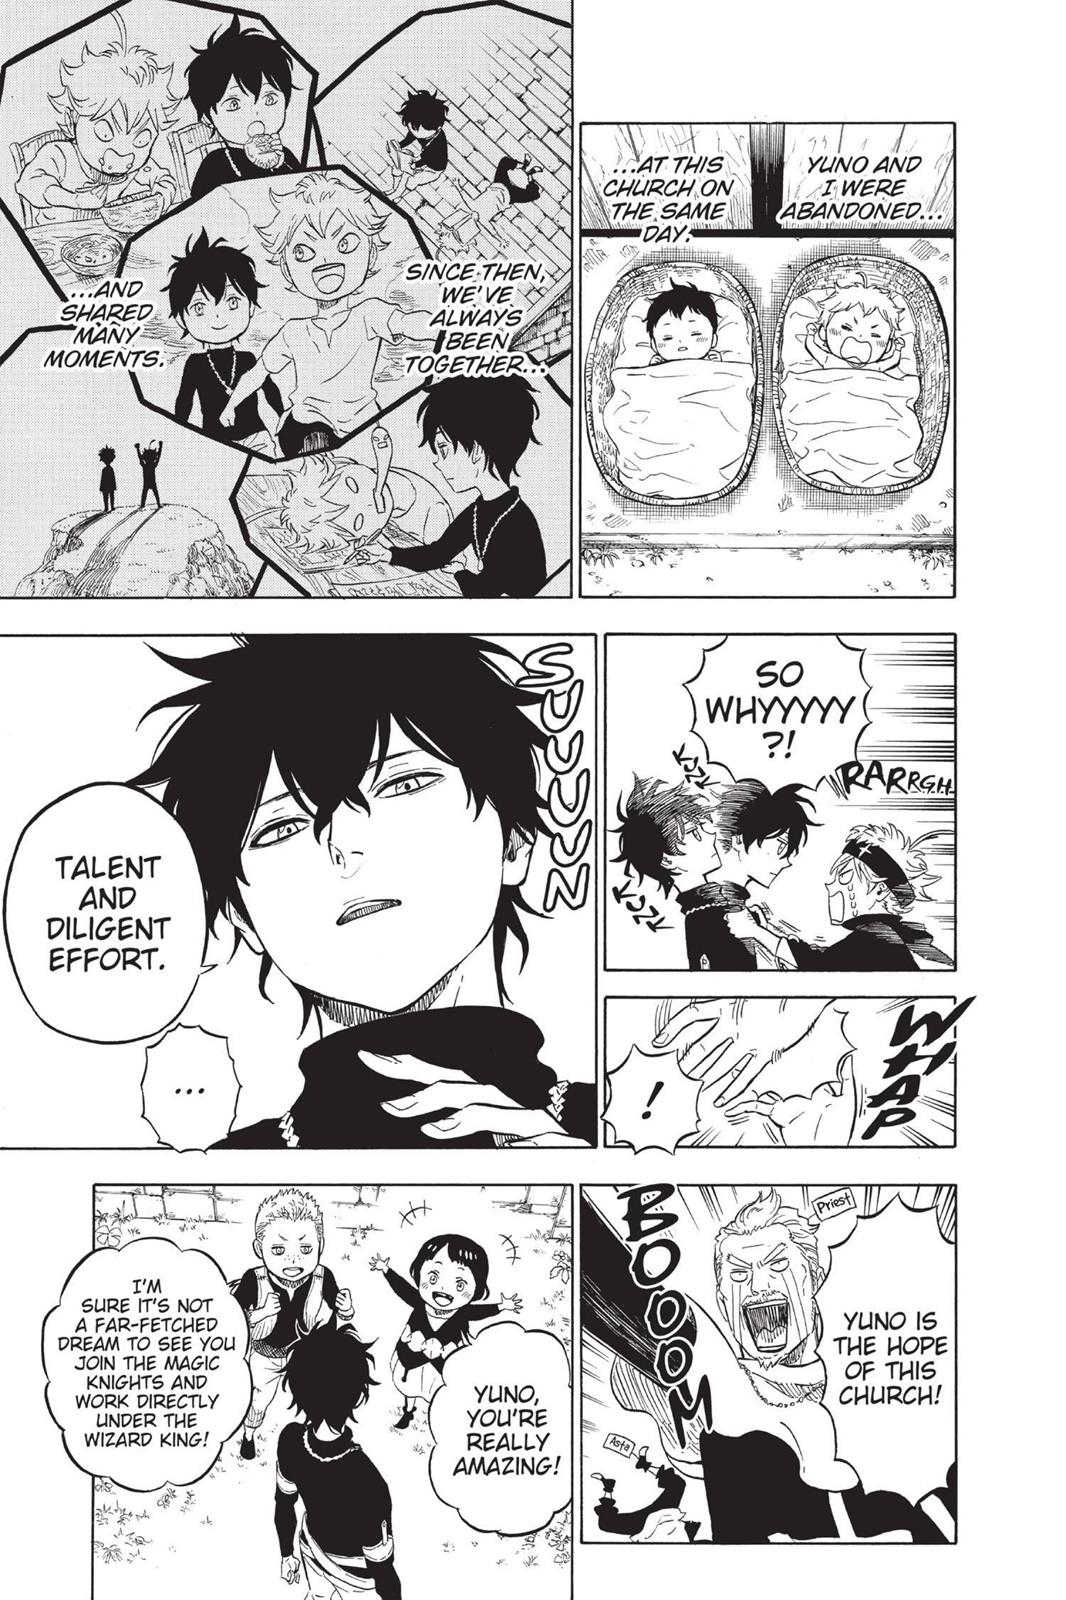 YUNO AND
I WERE
ABANDONED...
...AT THIS
CHURCH ON
THE SAME
DAY.
SINCE THEN,
WE'VE
ALWAYS
BEEN
TOGETHER...
...AND
SHARED
MANY
MOMENTS.
SO
WHYYYYY
?!
RARRGH
KUNK
KUNK
WHAP
!
SUUUUN
TALENT
AND
DILIGENT
EFFORT.
...
Priest
BOOOOM
YUNO IS
THE HOPE
OF THIS
CHURCH!
Asta
YUNO,
YOU'RE
REALLY
AMAZING!
I'M
SURE IT'S NOT
A FAR-FETCHED
DREAM TO SEE YOU
JOIN THE MAGIC
KNIGHTS AND
WORK DIRECTLY
UNDER THE
WIZARD KING!